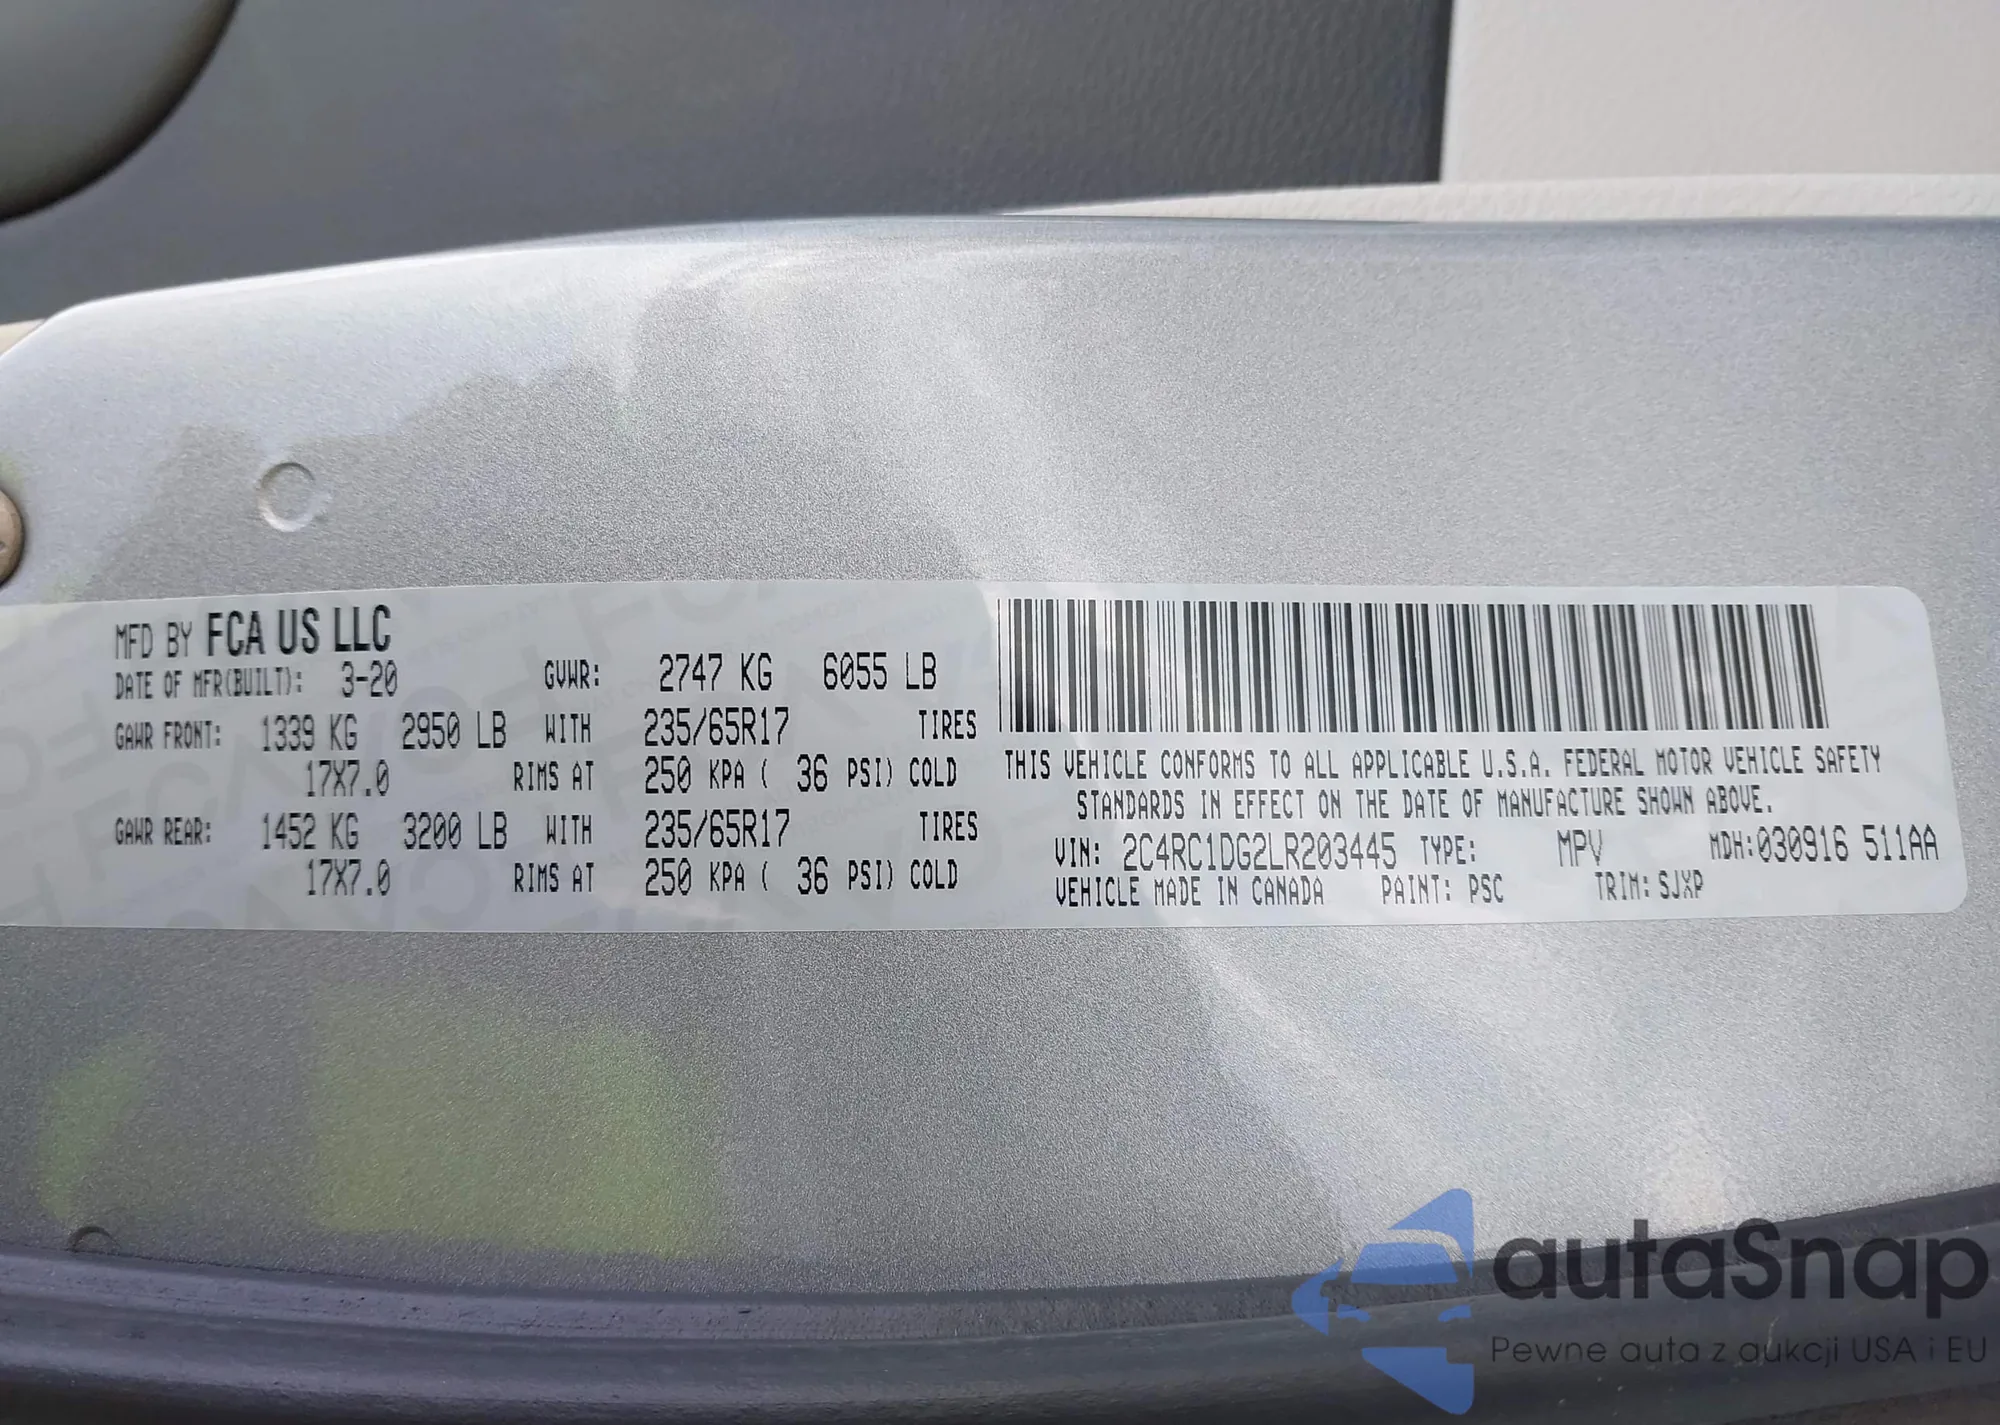 MFD BY FCA US LLC
DATE OF MFR(BUILT): 3-20 GVWR: 2747 KG 6055 LB
GAWR FRONT: 1339 KG 2950 LB WITH 235/65R17 TIRES
17X7.0 RIMS AT 250 KPA ( 36 PSI) COLD
GAWR REAR: 1452 KG 3200 LB WITH 235/65R17 TIRES
17X7.0 RIMS AT 250 KPA ( 36 PSI) COLD
THIS VEHICLE CONFORMS TO ALL APPLICABLE U.S.A. FEDERAL MOTOR VEHICLE SAFETY
STANDARDS IN EFFECT ON THE DATE OF MANUFACTURE SHOWN ABOVE.
VIN: 2C4RC1DG2LR203445 TYPE: MPV MDH:030916 511AA
VEHICLE MADE IN CANADA PAINT: PSC TRIM: SJXP
autaSnap
Pewne auta z aukcji USA i EU